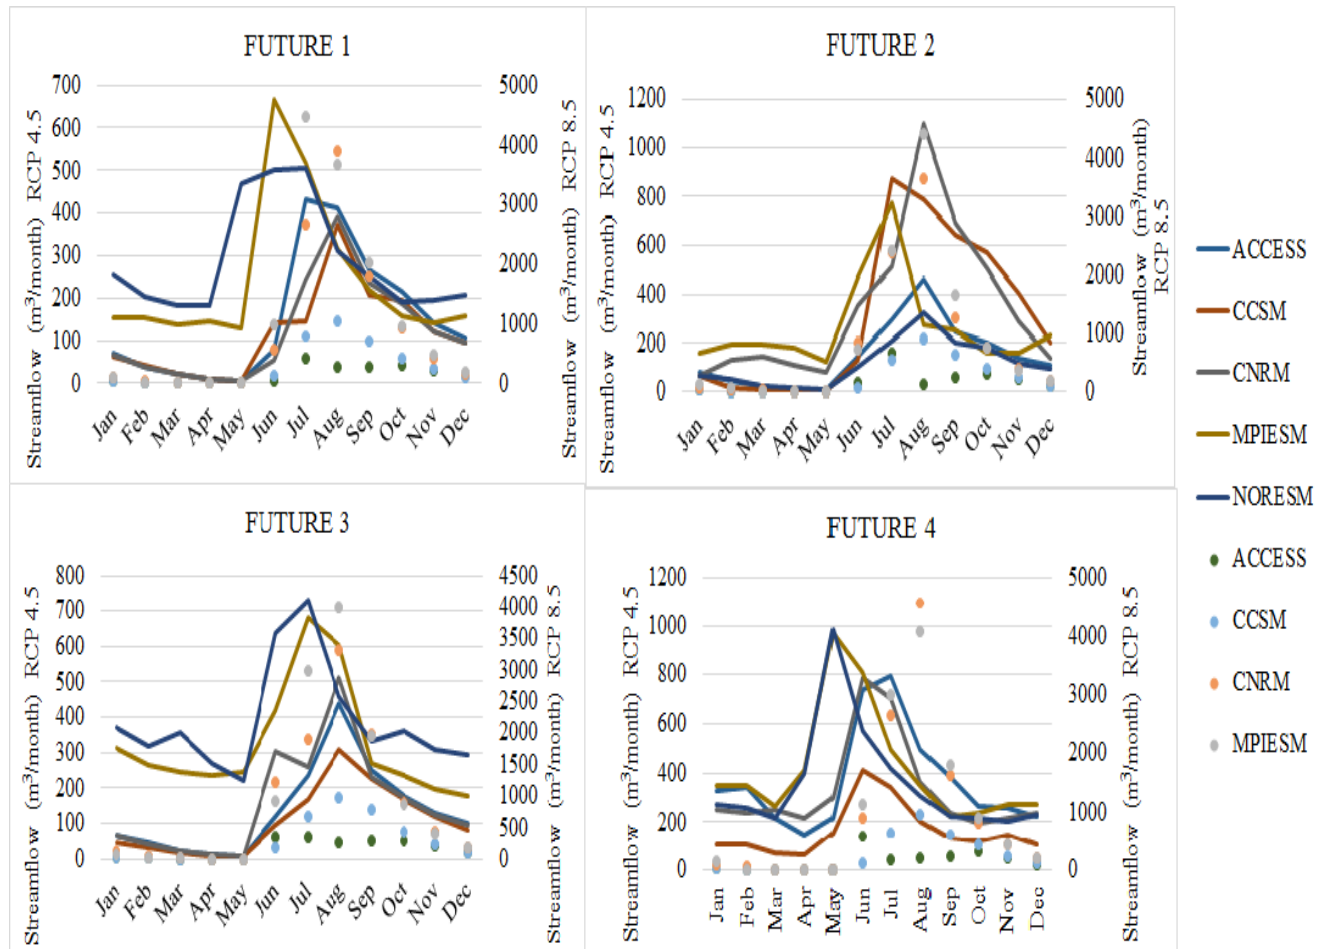 FUTURE 1
Streamflow (m³/month) RCP 4.5
700
600
500
400
300
200
100
0
5000
4000
3000
2000
1000
0
Streamflow (m³/month) RCP 8.5
Jan Feb Mar Apr May Jun Jul Aug Sep Oct Nov Dec
FUTURE 2
Streamflow (m³/month) RCP 4.5
1200
1000
800
600
400
200
0
5000
4000
3000
2000
1000
0
Streamflow (m³/month)
RCP 8.5
Jan Feb Mar Apr May Jun Jul Aug Sep Oct Nov Dec
FUTURE 3
Streamflow (m³/month) RCP 4.5
800
700
600
500
400
300
200
100
0
4500
4000
3500
3000
2500
2000
1500
1000
500
0
Streamflow (m³/month) RCP 8.5
Jan Feb Mar Apr May Jun Jul Aug Sep Oct Nov Dec
FUTURE 4
Streamflow (m³/month) RCP 4.5
1200
1000
800
600
400
200
0
5000
4000
3000
2000
1000
0
Streamflow (m³/month) RCP 8.5
Jan Feb Mar Apr May Jun Jul Aug Sep Oct Nov Dec
ACCESS
CCSM
CNRM
MPIESM
NORESM
ACCESS
CCSM
CNRM
MPIESM